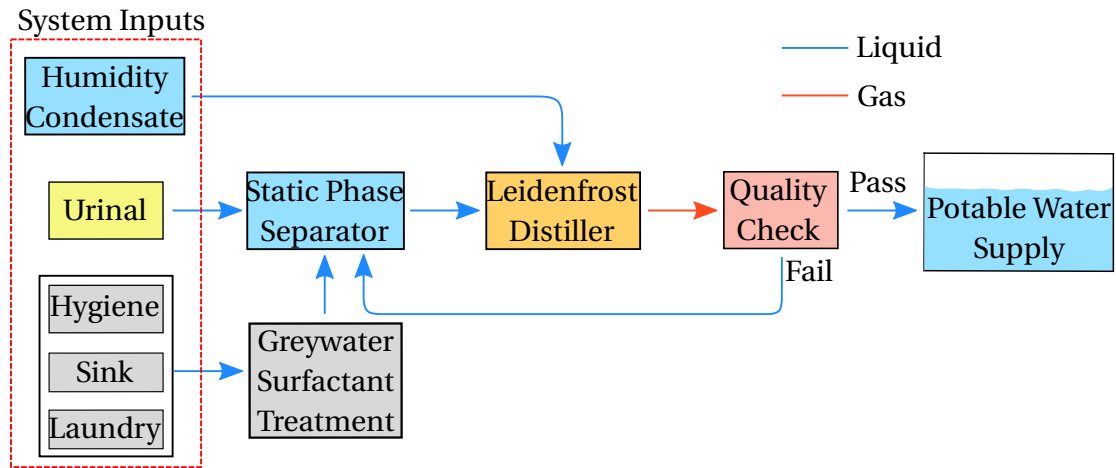 System Inputs
Humidity
Condensate
Urinal
Hygiene
Sink
Laundry
Static Phase
Separator
Greywater
Surfactant
Treatment
Leidenfrost
Distiller
Quality
Check
Pass
Fail
Potable Water
Supply
Liquid
Gas